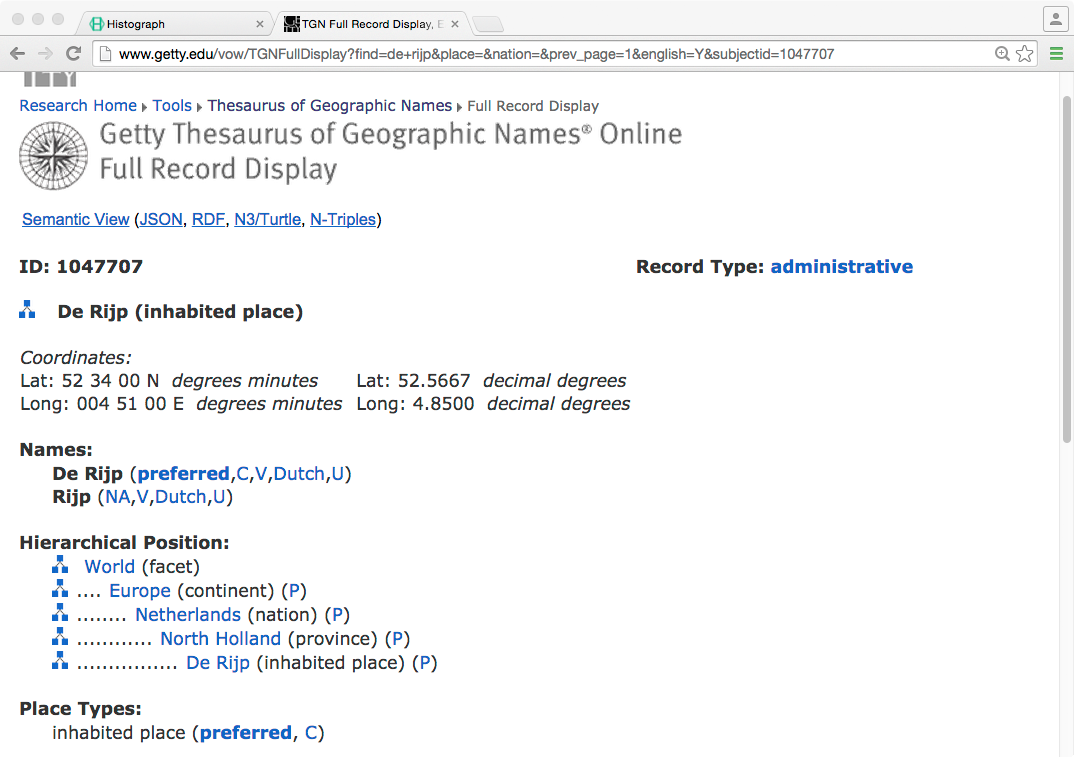 Histograph
TGN Full Record Display, E
www.getty.edu/vow/TGNFullDisplay?find=de+rijp&place=&nation=&prev_page=1&english=Y&subjectid=1047707
Research Home Tools Thesaurus of Geographic Names Full Record Display
Getty Thesaurus of Geographic Names® Online
Full Record Display
Semantic View (JSON, RDF, N3/Turtle, N-Triples)
ID: 1047707 Record Type: administrative
De Rijp (inhabited place)
Coordinates:
Lat: 52 34 00 N degrees minutes Lat: 52.5667 decimal degrees
Long: 004 51 00 E degrees minutes Long: 4.8500 decimal degrees
Names:
De Rijp (preferred,C,V,Dutch,U)
Rijp (NA,V,Dutch,U)
Hierarchical Position:
World (facet)
.... Europe (continent) (P)
........ Netherlands (nation) (P)
............ North Holland (province) (P)
................ De Rijp (inhabited place) (P)
Place Types:
inhabited place (preferred, C)